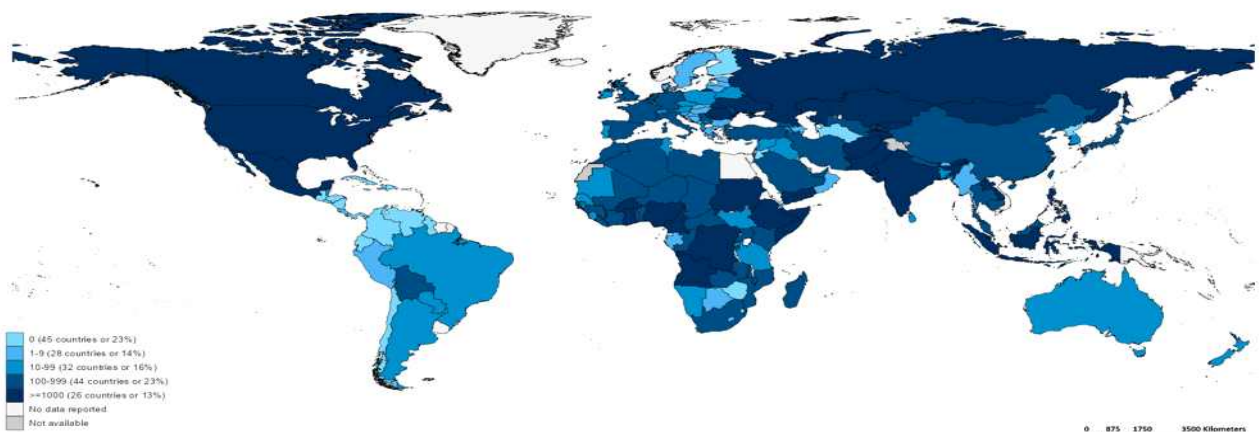 0 (45 countries or 23%)
1-9 (28 countries or 14%)
10-99 (32 countries or 16%)
100-999 (44 countries or 23%)
>=1000 (26 countries or 13%)
No data reported
Not available
0 875 1750 3500 Kilometers